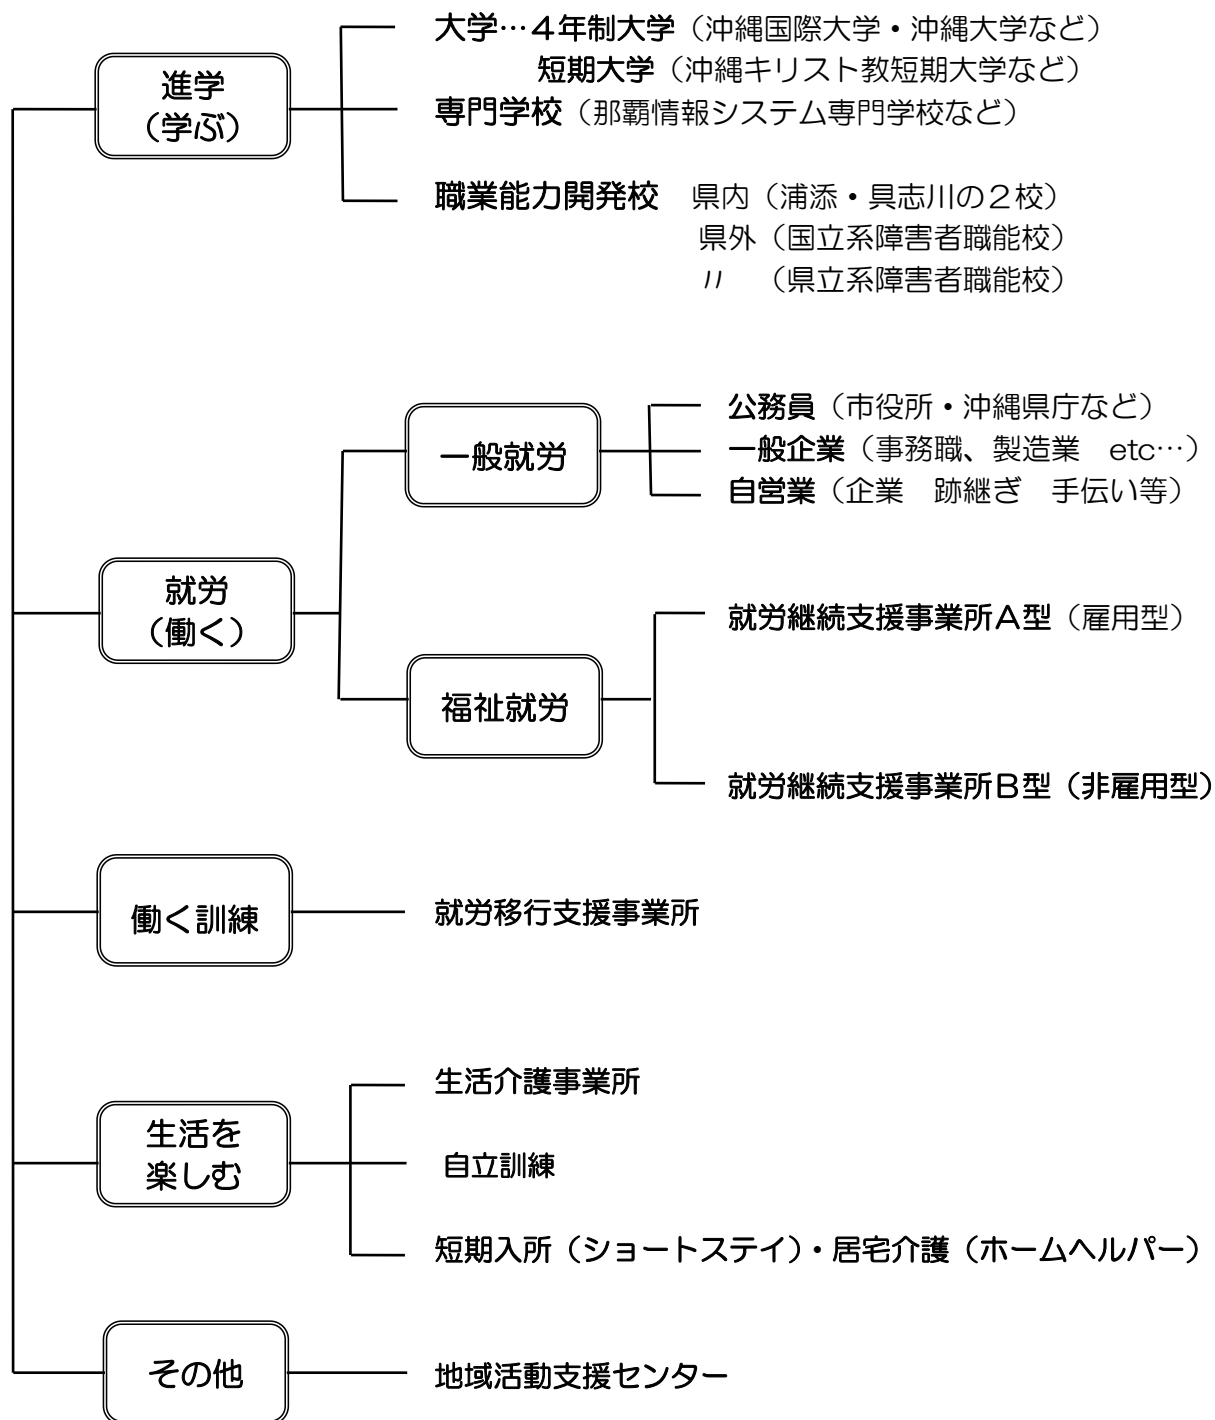 大学…４年制大学（沖縄国際大学・沖縄大学など）
短期大学（沖縄キリスト教短期大学など）
進学
（学ぶ）
専門学校（那覇情報システム専門学校など）
職業能力開発校　県内（浦添・具志川の２校）
県外（国立系障害者職能校）
〃　（県立系障害者職能校）
公務員（市役所・沖縄県庁など）
一般就労
一般企業（事務職、製造業　etc…）
自営業（企業　跡継ぎ　手伝い等）
就労
（働く）
就労継続支援事業所Ａ型（雇用型）
福祉就労
就労継続支援事業所Ｂ型（非雇用型）
働く訓練
就労移行支援事業所
生活介護事業所
生活を
楽しむ
自立訓練
短期入所（ショートステイ）・居宅介護（ホームヘルパー）
その他
地域活動支援センター